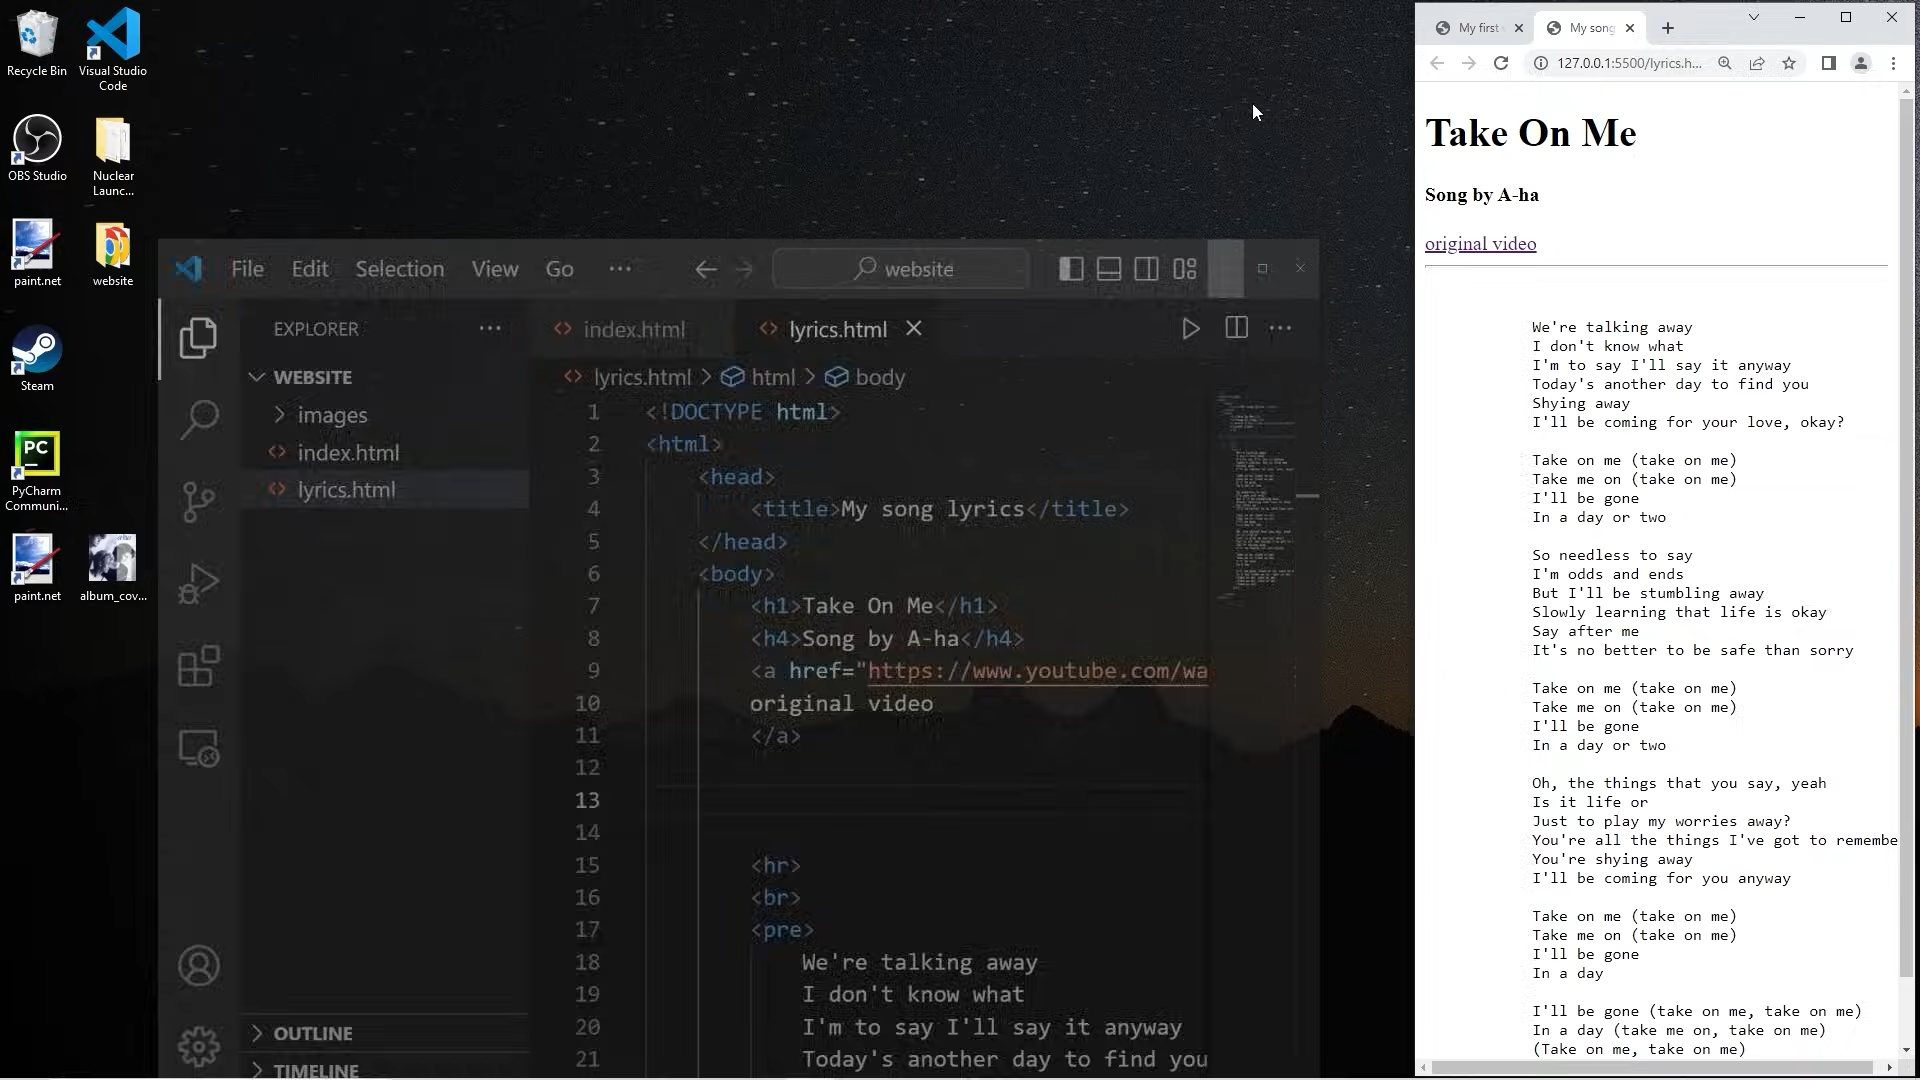 Recycle Bin
Visual Studio
Code
OBS Studio
Nuclear
Launc...
paint.net
website
Steam
PC
PyCharm
Communi...
paint.net
album_cov...
File
Edit
Selection
View
Go
website
EXPLORER
WEBSITE
images
index.html
lyrics.html
OUTLINE
TIMELINE
index.html
lyrics.html
lyrics.html > html > body
1 <!DOCTYPE html>
2 <html>
3 <head>
4 <title>My song lyrics</title>
5 </head>
6 <body>
7 <h1>Take On Me</h1>
8 <h4>Song by A-ha</h4>
9 <a href="https://www.youtube.com/wa
10 original video
11 </a>
12
13
14
15 <hr>
16 <br>
17 <pre>
18 We're talking away
19 I don't know what
20 I'm to say I'll say it anyway
21 Today's another day to find you
My first
My song
127.0.0.1:5500/lyrics.h...
Take On Me
Song by A-ha
original video
We're talking away
I don't know what
I'm to say I'll say it anyway
Today's another day to find you
Shying away
I'll be coming for your love, okay?
Take on me (take on me)
Take me on (take on me)
I'll be gone
In a day or two
So needless to say
I'm odds and ends
But I'll be stumbling away
Slowly learning that life is okay
Say after me
It's no better to be safe than sorry
Take on me (take on me)
Take me on (take on me)
I'll be gone
In a day or two
Oh, the things that you say, yeah
Is it life or
Just to play my worries away?
You're all the things I've got to remembe
You're shying away
I'll be coming for you anyway
Take on me (take on me)
Take me on (take on me)
I'll be gone
In a day
I'll be gone (take on me, take on me)
In a day (take me on, take on me)
(Take on me, take on me)